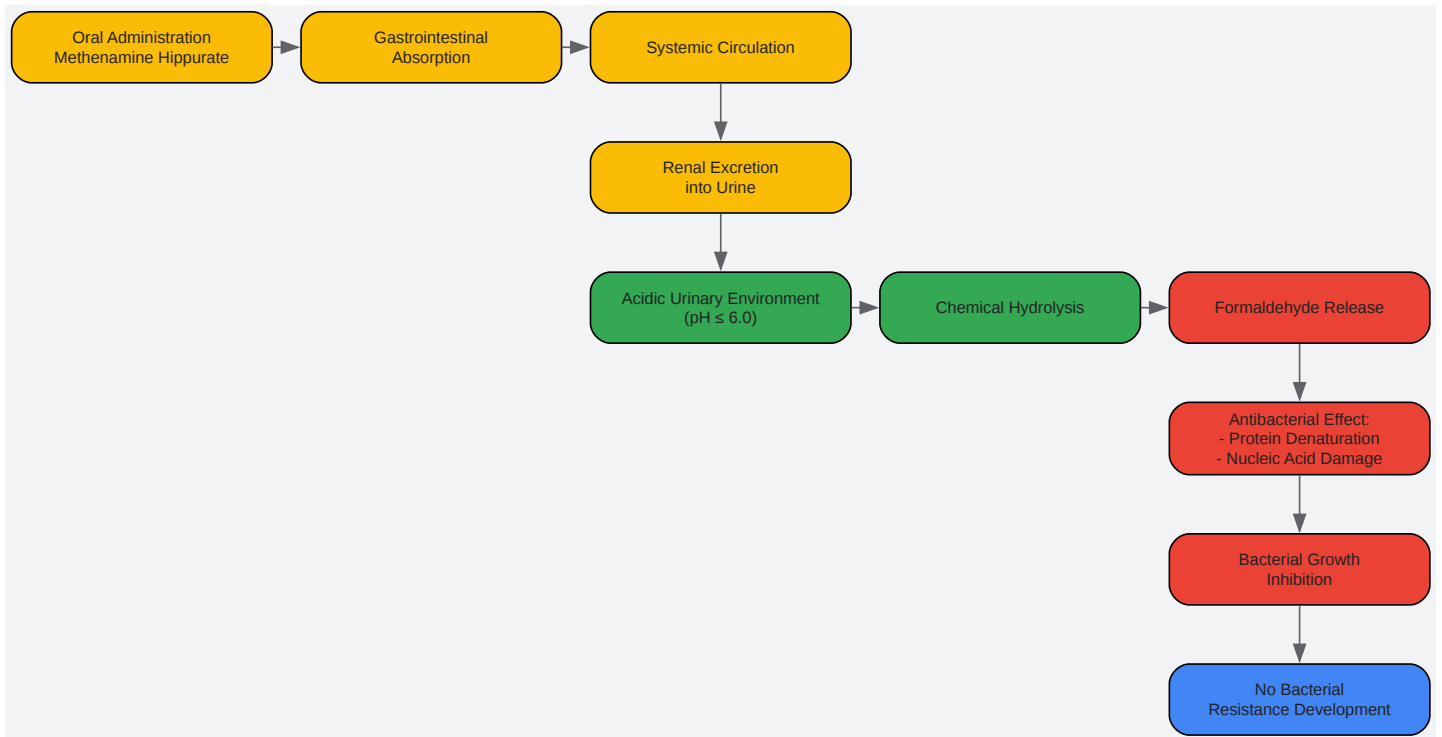 Oral Administration
Methenamine Hippurate
Gastrointestinal
Absorption
Systemic Circulation
Renal Excretion
into Urine
Acidic Urinary Environment
(pH ≤ 6.0)
Chemical Hydrolysis
Formaldehyde Release
Antibacterial Effect:
- Protein Denaturation
- Nucleic Acid Damage
Bacterial Growth
Inhibition
No Bacterial
Resistance Development